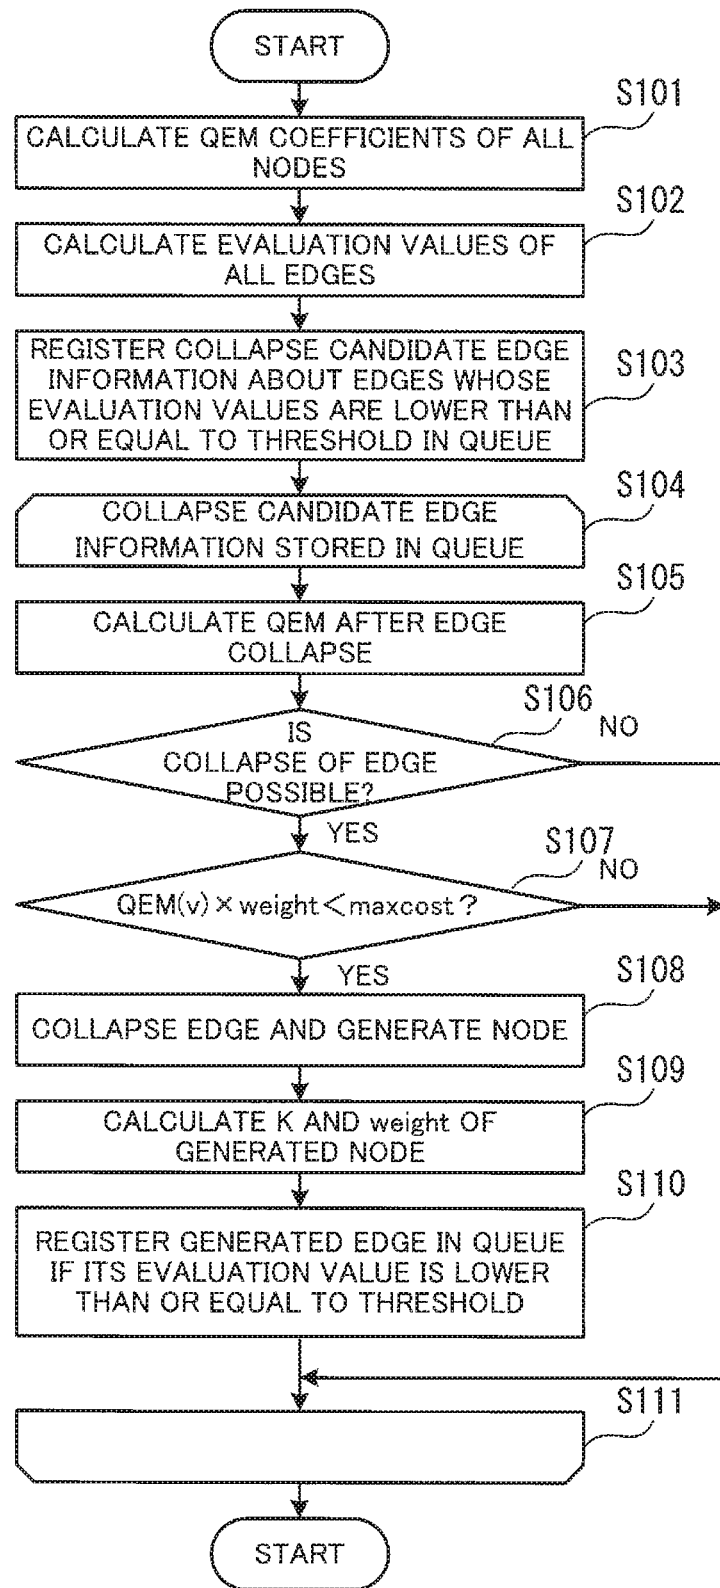 START
S101
CALCULATE QEM COEFFICIENTS OF ALL
NODES
S102
CALCULATE EVALUATION VALUES OF
ALL EDGES
REGISTER COLLAPSE CANDIDATE EDGE
INFORMATION ABOUT EDGES WHOSE
EVALUATION VALUES ARE LOWER THAN
OR EQUAL TO THRESHOLD IN QUEUE
S103
S104
COLLAPSE CANDIDATE EDGE
INFORMATION STORED IN QUEUE
S105
CALCULATE QEM AFTER EDGE
COLLAPSE
S106
NO
IS
COLLAPSE OF EDGE
POSSIBLE?
YES
S107
NO
QEM(v)×weight<maxcost?
YES
S108
COLLAPSE EDGE AND GENERATE NODE
S109
CALCULATE K AND weight OF
GENERATED NODE
S110
REGISTER GENERATED EDGE IN QUEUE
IF ITS EVALUATION VALUE IS LOWER
THAN OR EQUAL TO THRESHOLD
S111
START